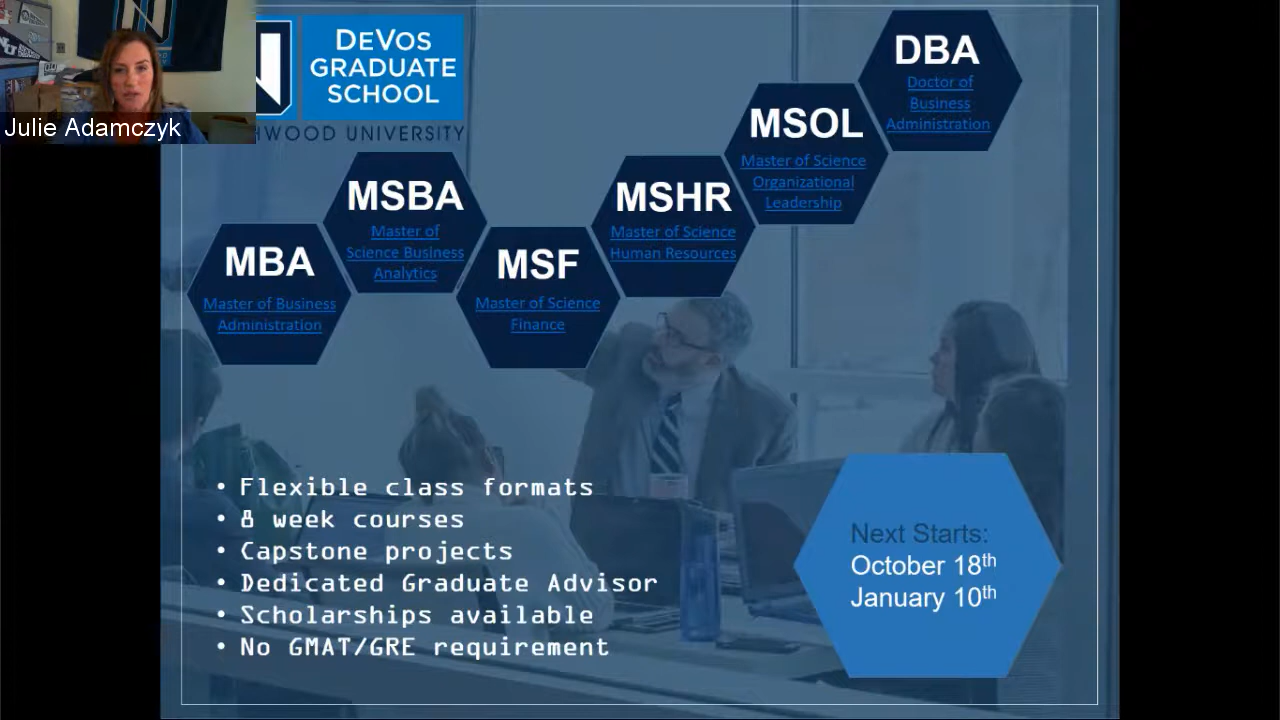 Julie Adamczyk
DEVOS
GRADUATE
SCHOOL
HWOOD UNIVERSITY
DBA
Doctor of
Business
Administration
MSOL
Master of Science
Organizational
Leadership
MSHR
Master of Science
Human Resources
MSBA
Master of
Science Business
Analytics
MSF
Master of Science
Finance
MBA
Master of Business
Administration
• Flexible class formats
• 8 week courses
• Capstone projects
• Dedicated Graduate Advisor
• Scholarships available
• No GMAT/GRE requirement
Next Starts:
October 18th
January 10th